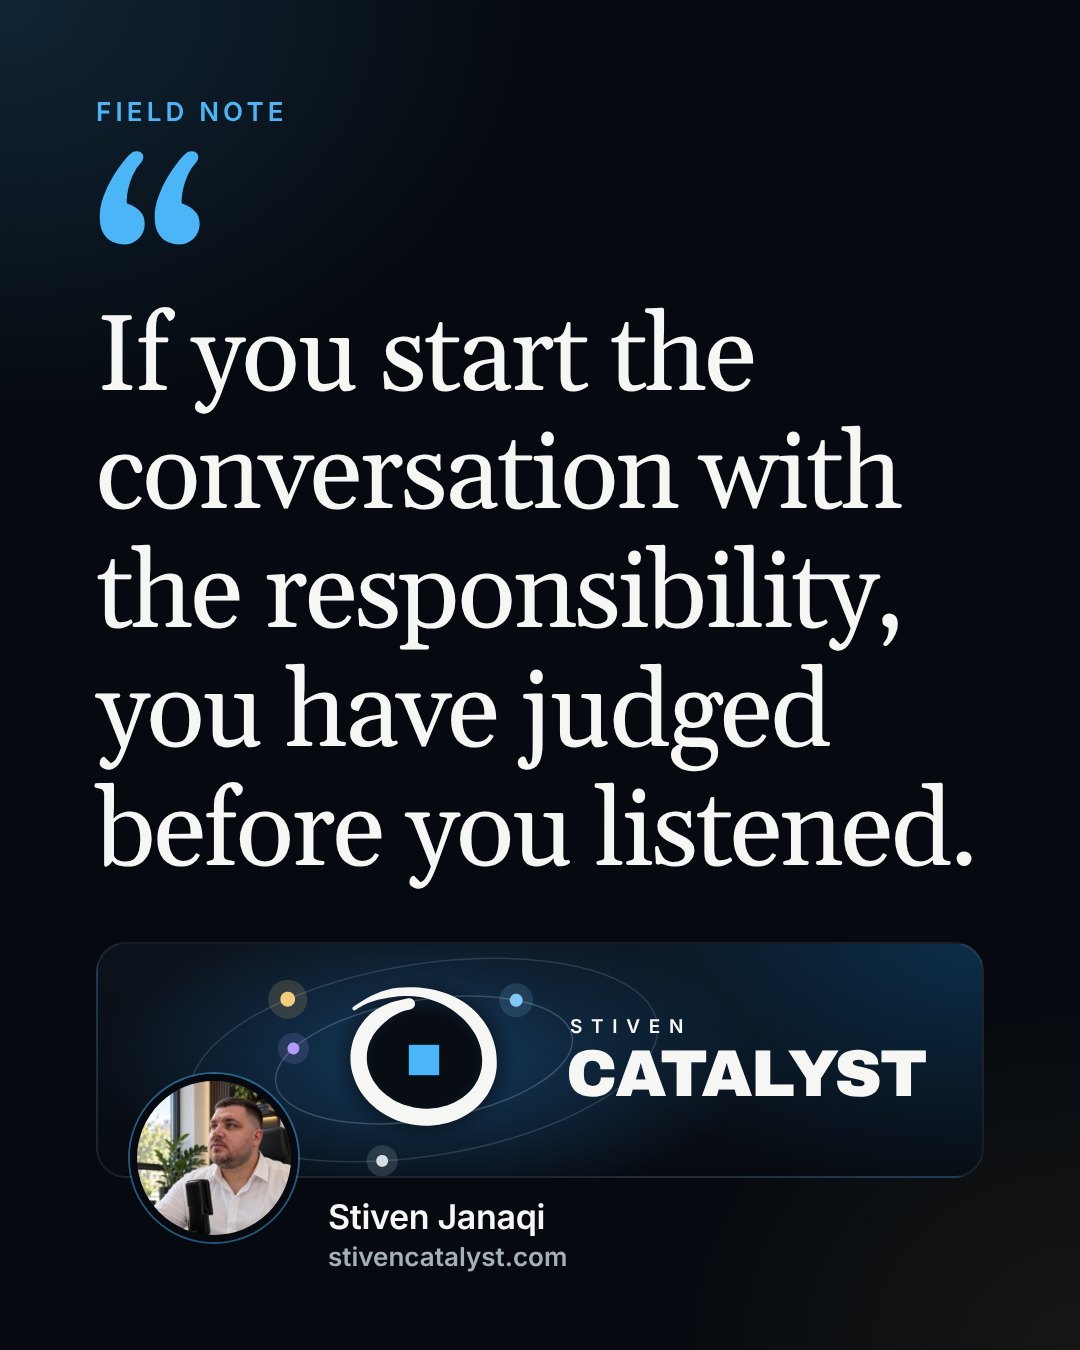 FIELD NOTE
“
If you start the
conversation with
the responsibility,
you have judged
before you listened.
STIVEN
CATALYST
Stiven Janaqi
stivencatalyst.com